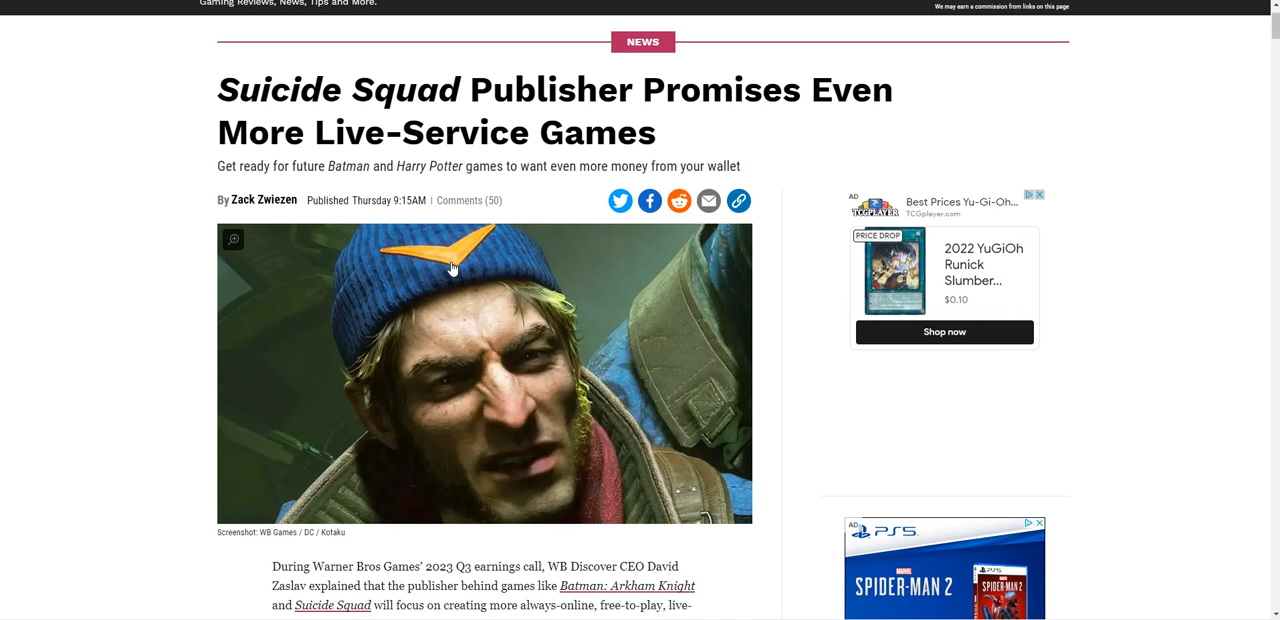 Gaming Reviews, News, Tips and More.
We may earn a commission from links on this page
NEWS
Suicide Squad Publisher Promises Even
More Live-Service Games
Get ready for future Batman and Harry Potter games to want even more money from your wallet
By Zack Zwiezen Published Thursday 9:15AM | Comments (50)
Screenshot: WB Games / DC / Kotaku
During Warner Bros Games' 2023 Q3 earnings call, WB Discover CEO David
Zaslav explained that the publisher behind games like Batman: Arkham Knight
and Suicide Squad will focus on creating more always-online, free-to-play, live-
AD
TCGPLAYER
Best Prices Yu-Gi-Oh...
TCGplayer.com
PRICE DROP
2022 YuGiOh
Runick
Slumber...
$0.10
Shop now
AD
PS5
MARVEL
SPIDER-MAN 2
PS5
MARVEL
SPIDER-MAN 2